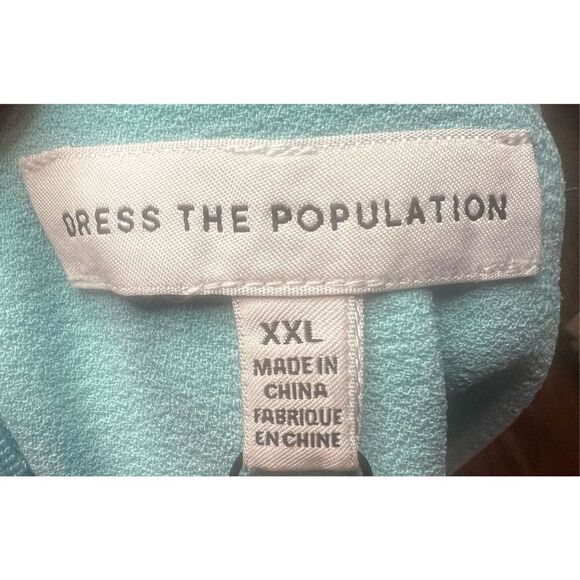 DRESS THE POPULATION
XXL
MADE IN
CHINA
FABRIQUE
EN CHINE